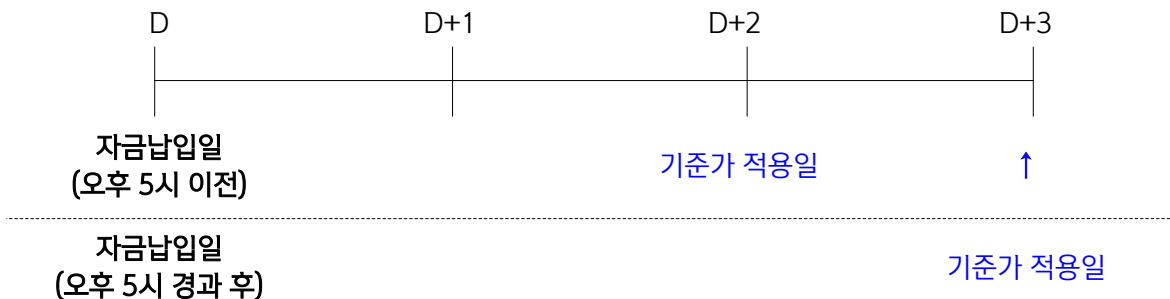 D D+1 D+2 D+3
자금납입일
(오후 5시 이전)
기준가 적용일 ↑
자금납입일
(오후 5시 경과 후)
기준가 적용일